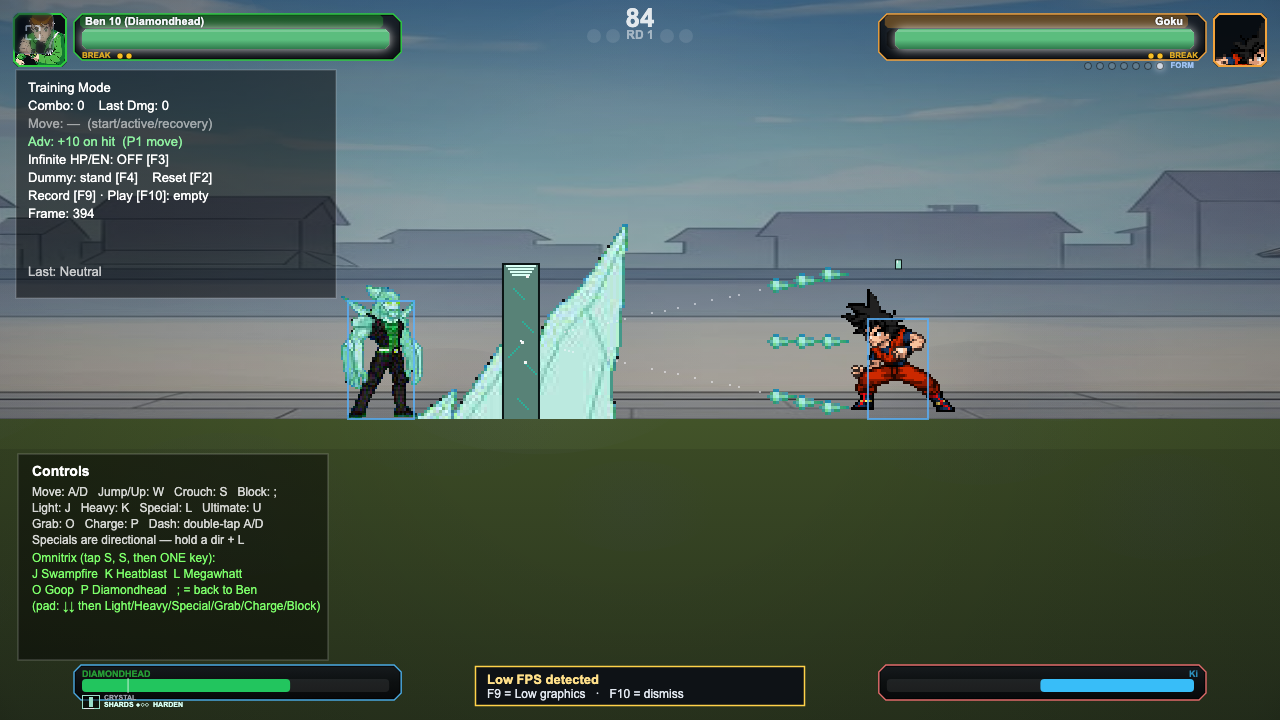 Ben 10 (Diamondhead)
BREAK
84
RD 1
Goku
BREAK
FORM
Training Mode
Combo: 0    Last Dmg: 0
Move: —  (start/active/recovery)
Adv: +10 on hit  (P1 move)
Infinite HP/EN: OFF [F3]
Dummy: stand [F4]    Reset [F2]
Record [F9] · Play [F10]: empty
Frame: 394
Last: Neutral
Controls
Move: A/D   Jump/Up: W   Crouch: S   Block: ;
Light: J   Heavy: K   Special: L   Ultimate: U
Grab: O   Charge: P   Dash: double-tap A/D
Specials are directional — hold a dir + L
Omnitrix (tap S, S, then ONE key):
J Swampfire  K Heatblast  L Megawhatt
O Goop  P Diamondhead   ; = back to Ben
(pad: ↓↓ then Light/Heavy/Special/Grab/Charge/Block)
DIAMONDHEAD
CRYSTAL
SHARDS ●○○ HARDEN
Low FPS detected
F9 = Low graphics   ·   F10 = dismiss
Ki